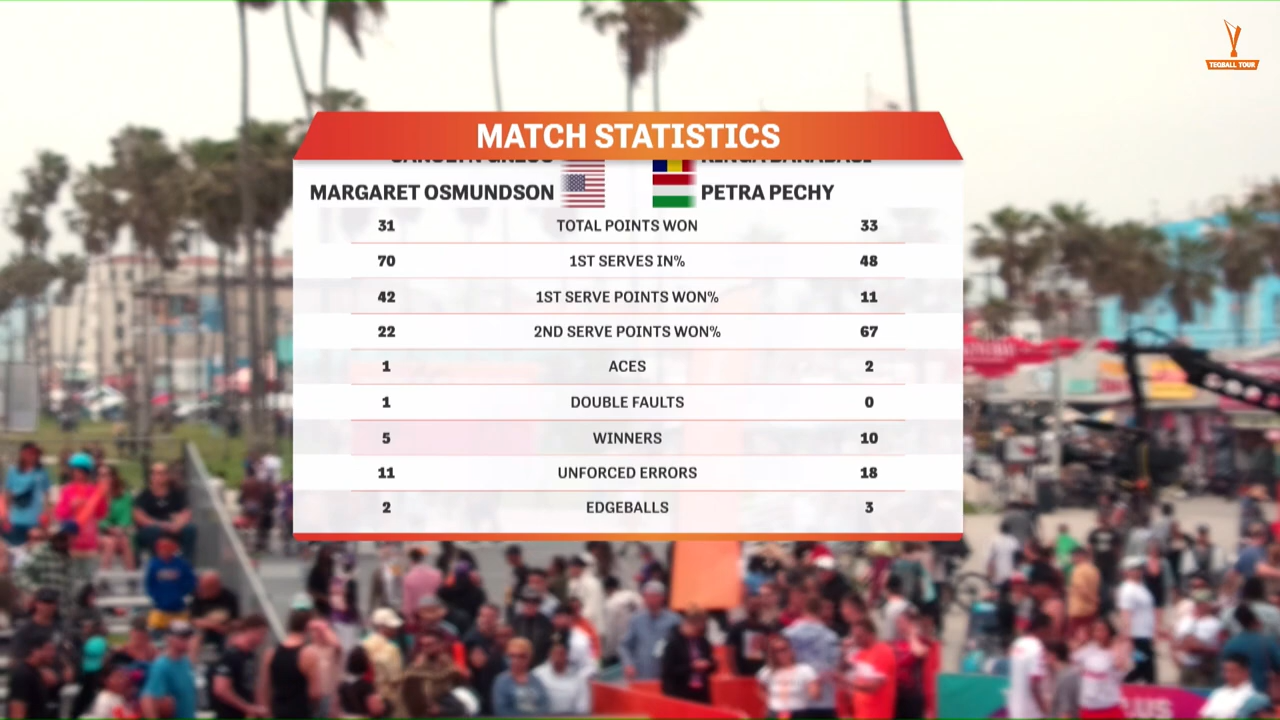 TEQBALL TOUR
MATCH STATISTICS
MARGARET OSMUNDSON PETRA PECHY
31 TOTAL POINTS WON 33
70 1ST SERVES IN% 48
42 1ST SERVE POINTS WON% 11
22 2ND SERVE POINTS WON% 67
1 ACES 2
1 DOUBLE FAULTS 0
5 WINNERS 10
11 UNFORCED ERRORS 18
2 EDGEBALLS 3